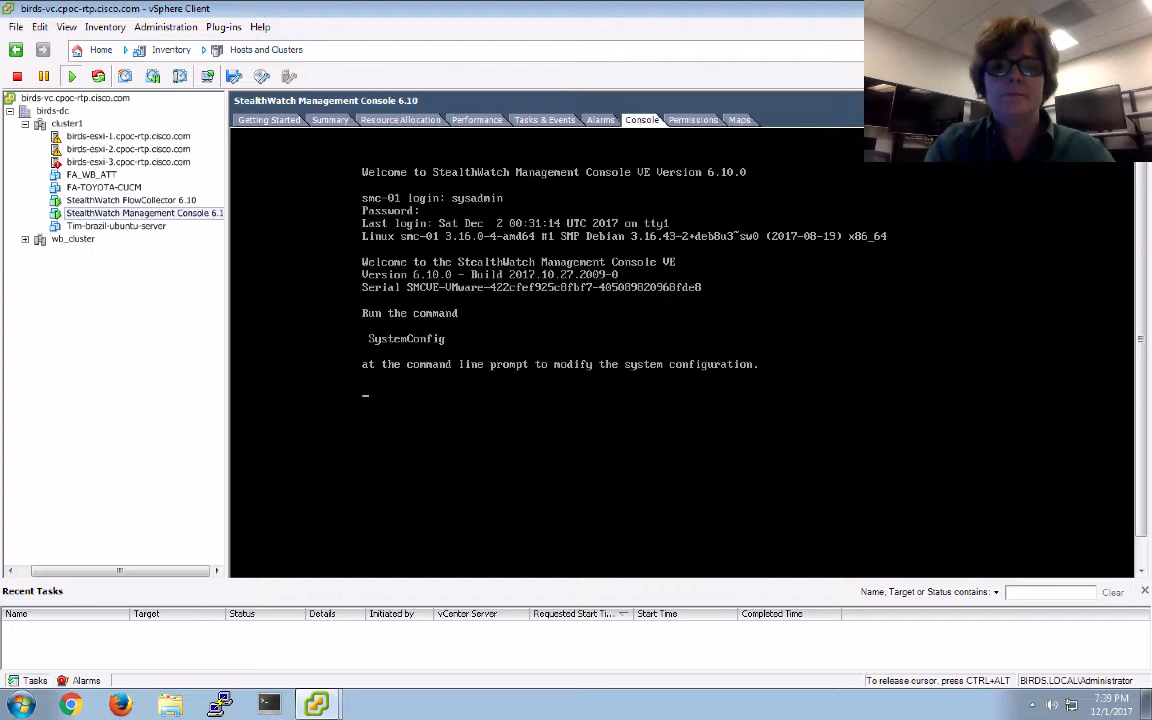 birds-vc.cpoc-rtp.cisco.com - vSphere Client
File Edit View Inventory Administration Plug-ins Help
Home Inventory Hosts and Clusters
birds-vc.cpoc-rtp.cisco.com
birds-dc
cluster1
birds-esxi-1.cpoc-rtp.cisco.com
birds-esxi-2.cpoc-rtp.cisco.com
birds-esxi-3.cpoc-rtp.cisco.com
FA_WB_ATT
FA-TOYOTA-CUCM
StealthWatch FlowCollector 6.10
StealthWatch Management Console 6.1
Tim-brazil-ubuntu-server
wb_cluster
StealthWatch Management Console 6.10
Getting Started Summary Resource Allocation Performance Tasks & Events Alarms Console Permissions Maps
Welcome to StealthWatch Management Console VE Version 6.10.0
smc-01 login: sysadmin
Password:
Last login: Sat Dec 2 00:31:14 UTC 2017 on tty1
Linux smc-01 3.16.0-4-amd64 #1 SMP Debian 3.16.43-2+deb8u3~sw0 (2017-08-19) x86_64
Welcome to the StealthWatch Management Console VE
Version 6.10.0 - Build 2017.10.27.2009-0
Serial SMCVE-VMware-422cfef925c8fbf7-405089820968fde8
Run the command
SystemConfig
at the command line prompt to modify the system configuration.
_
Recent Tasks
Name, Target or Status contains: Clear
Name Target Status Details Initiated by vCenter Server Requested Start Ti... Start Time Completed Time
Tasks Alarms
To release cursor, press CTRL+ALT BIRDS.LOCAL\Administrator
7:39 PM
12/1/2017